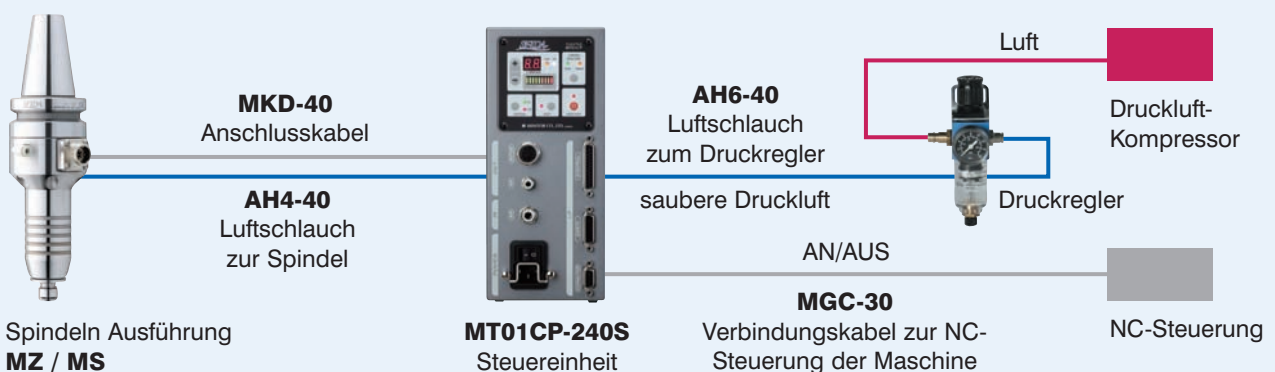 MKD-40
Anschlusskabel
AH4-40
Luftschlauch
zur Spindel
Spindeln Ausführung
MZ / MS
MT01CP-240S
Steuereinheit
AH6-40
Luftschlauch
zum Druckregler
saubere Druckluft
Luft
Druckluft-
Kompressor
Druckregler
AN/AUS
MGC-30
Verbindungskabel zur NC-
Steuerung der Maschine
NC-Steuerung